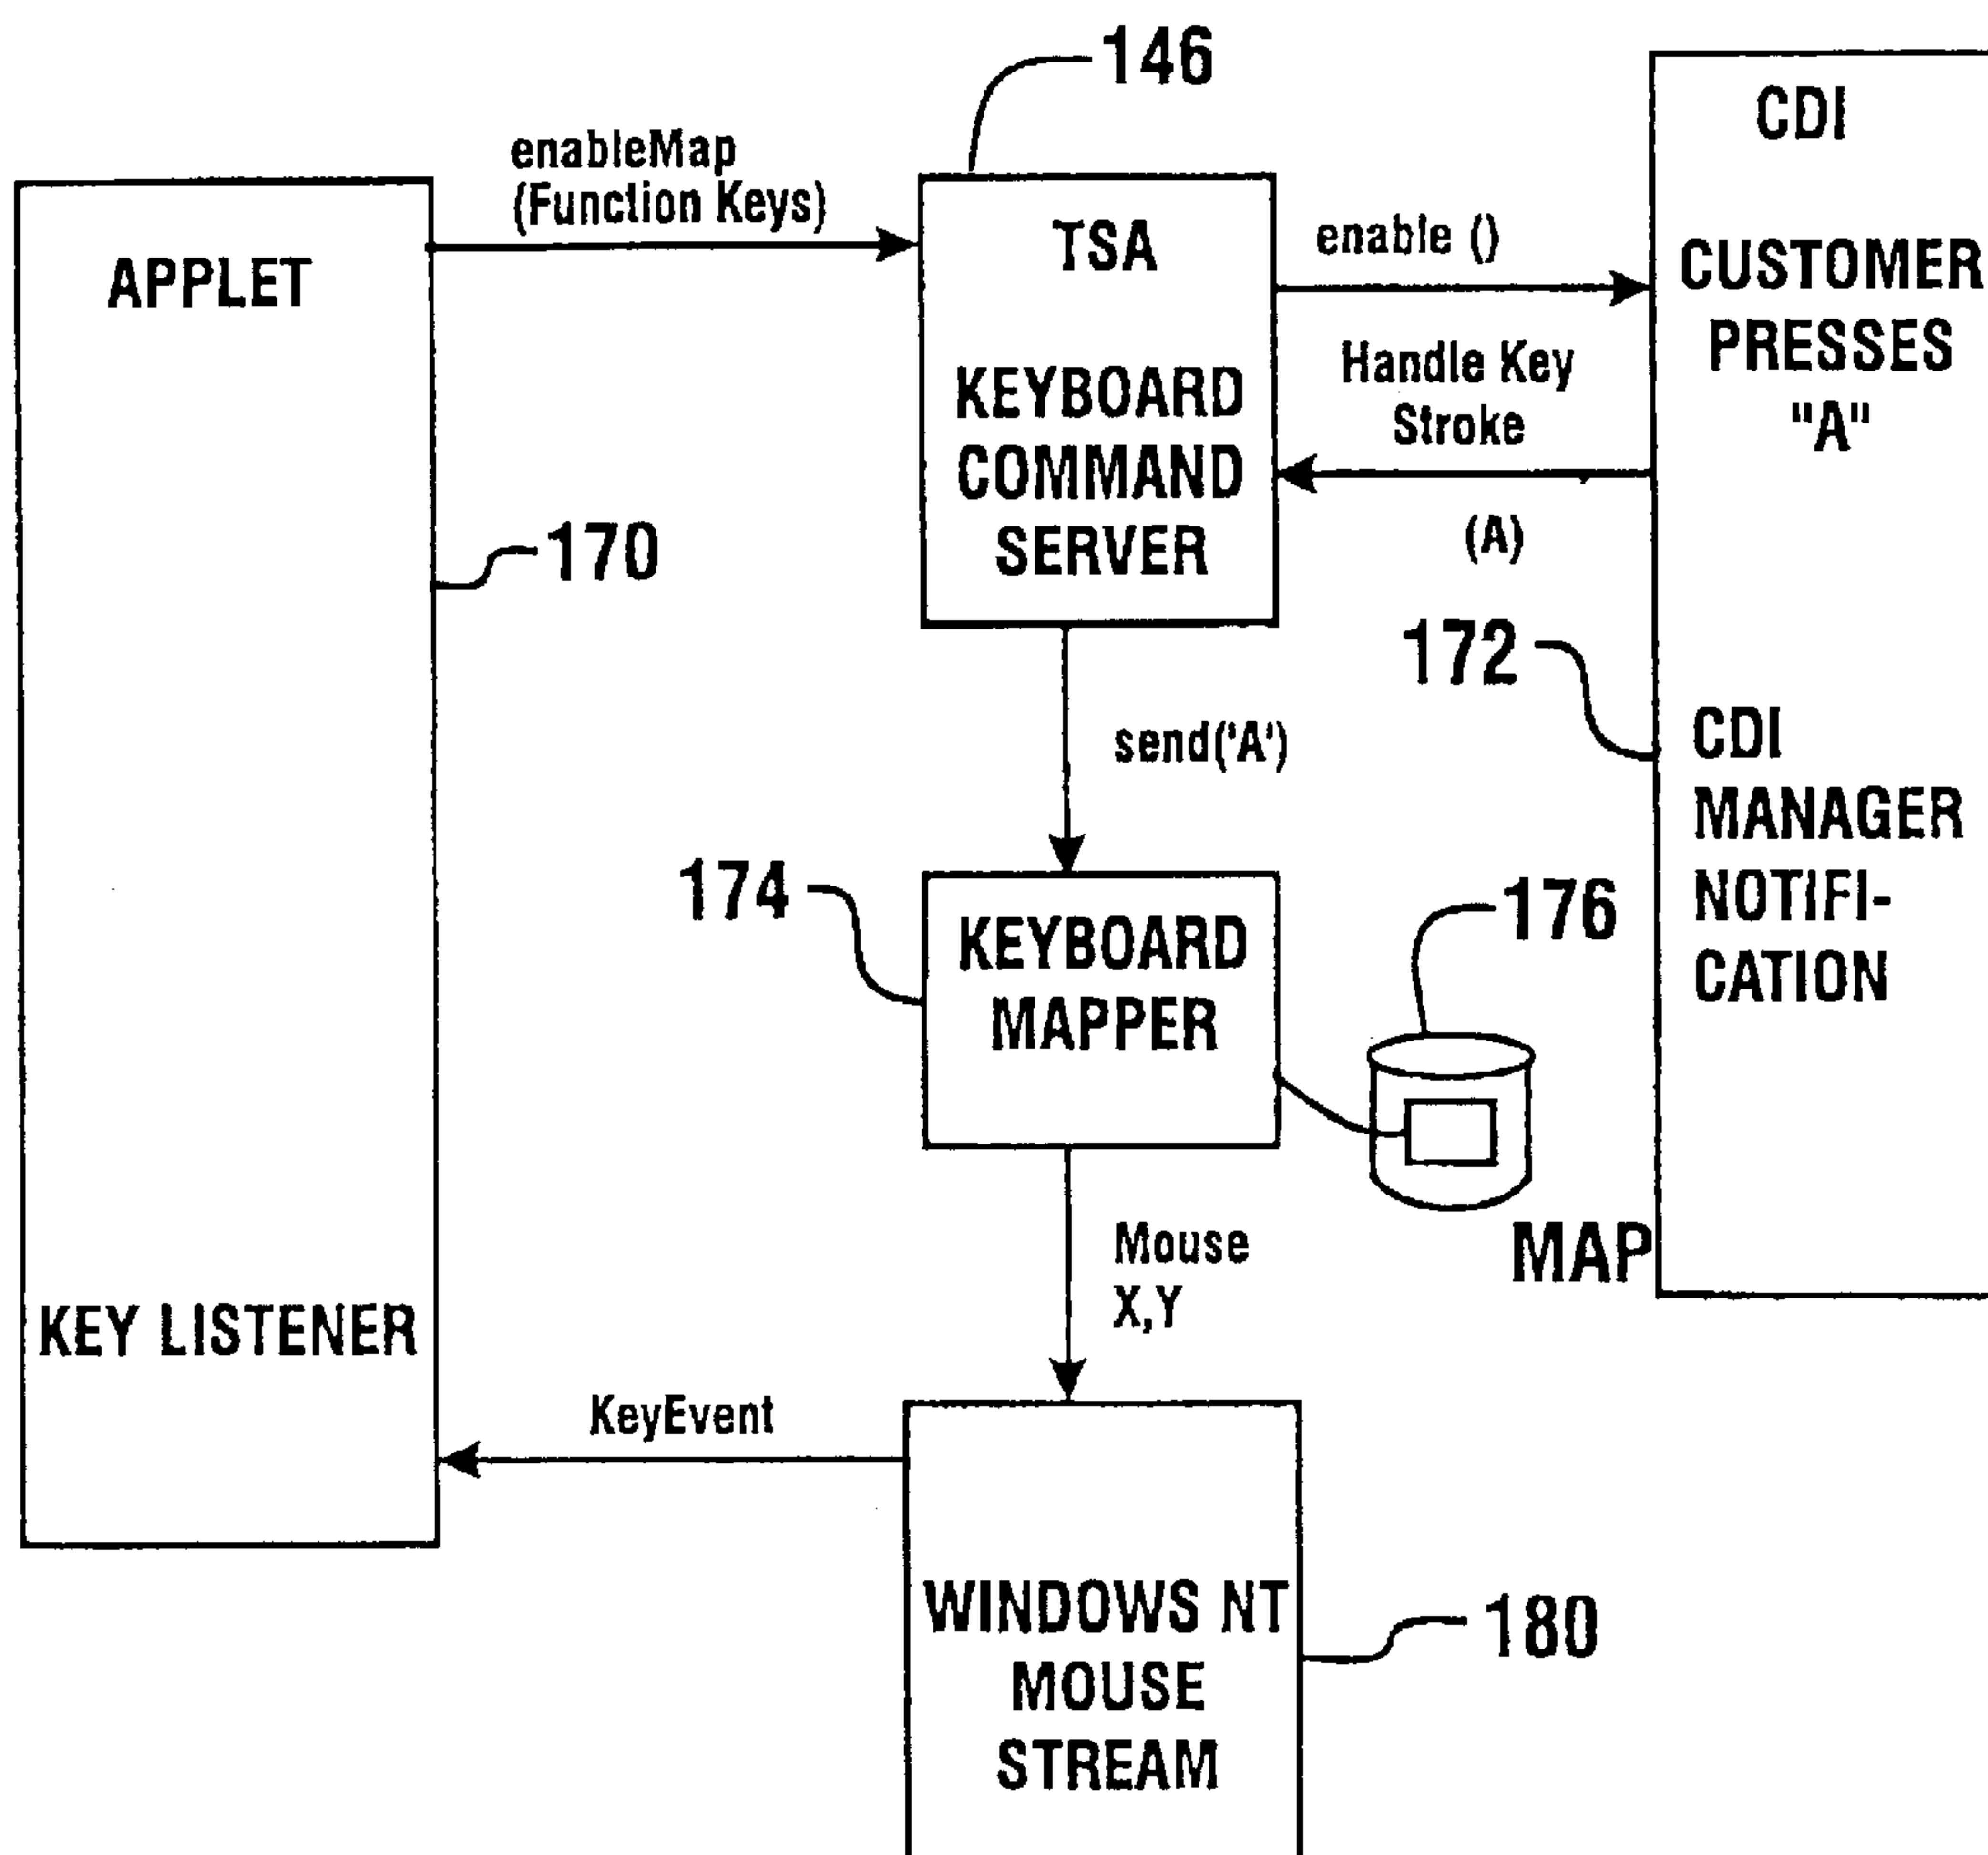 146
CDI
enableMap
(Function Keys)
APPLET
TSA
enable ()
CUSTOMER
PRESSES
"A"
KEYBOARD
COMMAND
SERVER
Handle Key
Stroke
(A)
170
172
send('A')
CDI
MANAGER
NOTIFI-
CATION
174
KEYBOARD
MAPPER
176
MAP
Mouse
X,Y
KEY LISTENER
KeyEvent
WINDOWS NT
MOUSE
STREAM
180